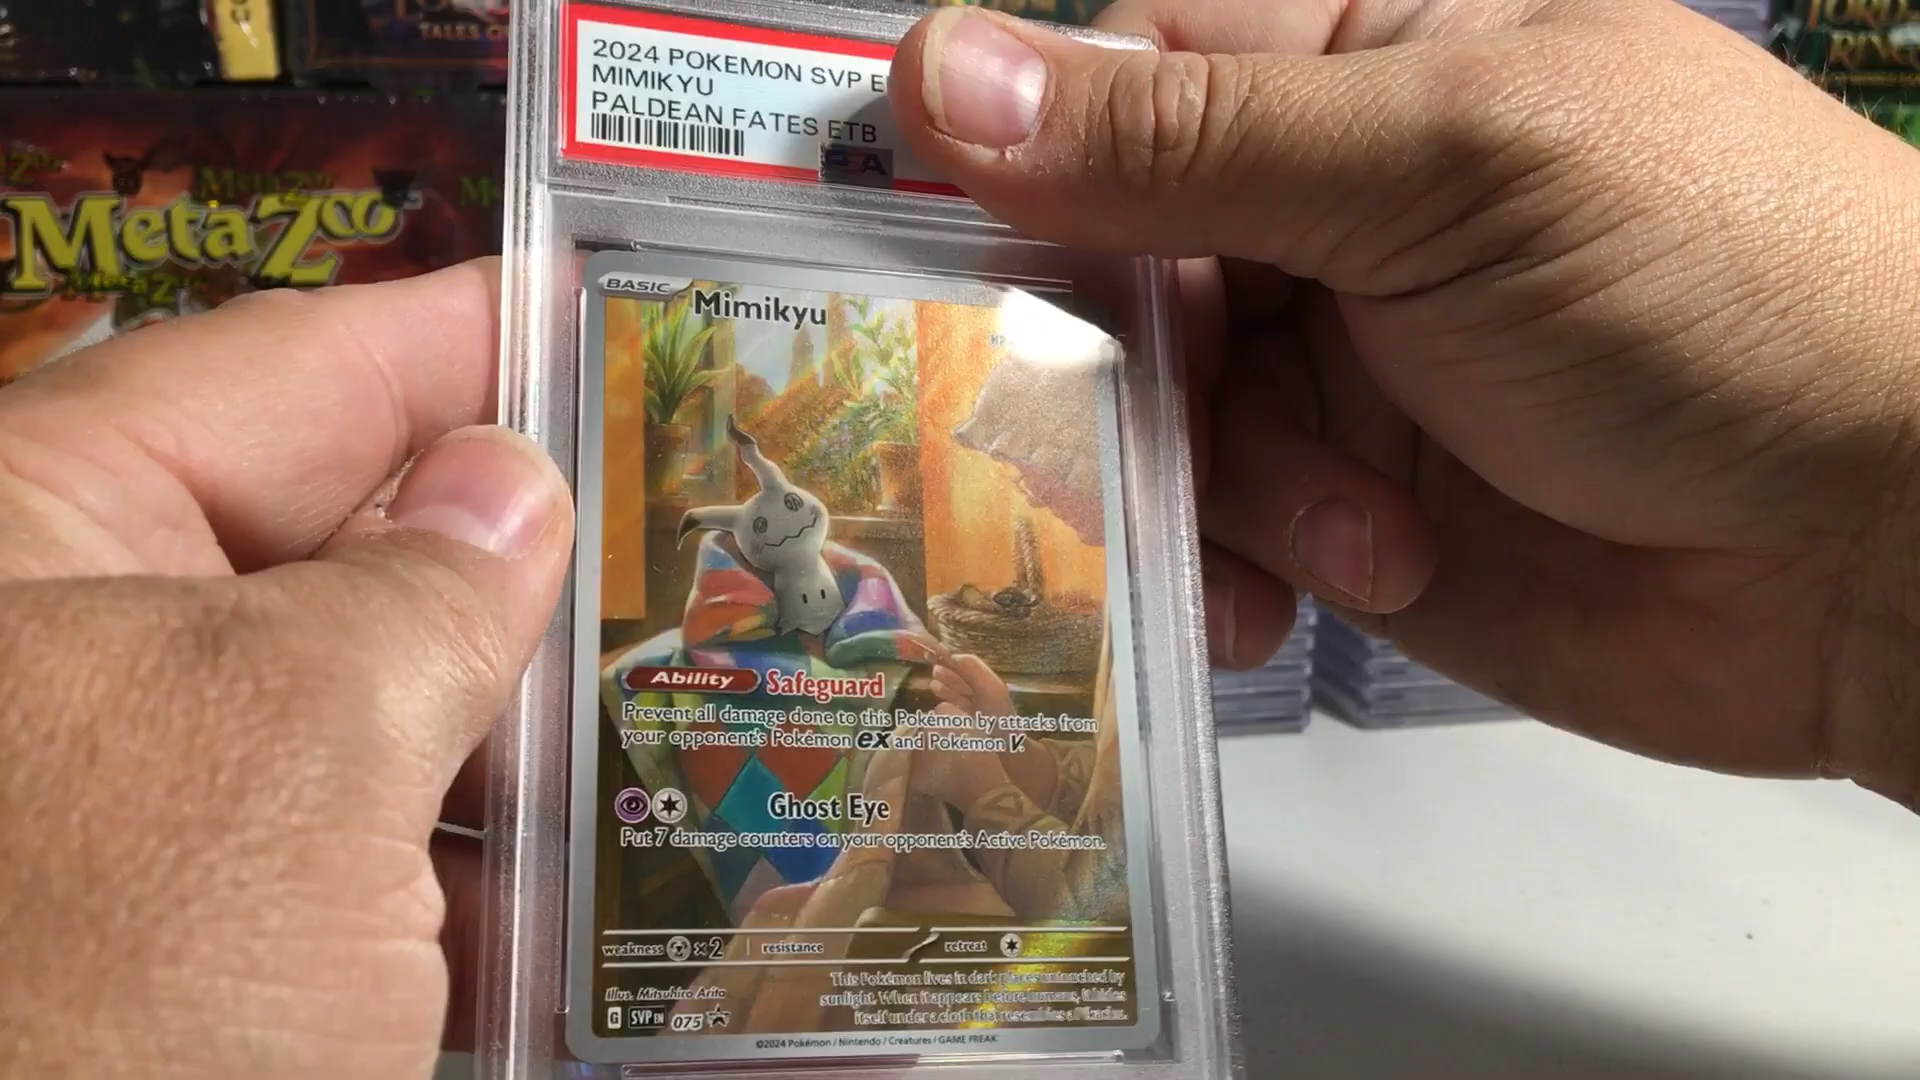 TALES O
2024 POKEMON SVP E
MIMIKYU
PALDEAN FATES ETB
PSA
MetaZoo
BASIC
Mimikyu
Ability Safeguard
Prevent all damage done to this Pokémon by attacks from
your opponent's Pokémon ex and Pokémon V.
Ghost Eye
Put 7 damage counters on your opponent's Active Pokémon.
weakness ×2 resistance retreat
This Pokémon lives in dark places untouched by
sunlight. When it appears before humans, it hides
itself under a cloth that resembles a Pikachu.
Illus. Mitsuhiro Arita
G SVP EN 075
©2024 Pokémon / Nintendo / Creatures / GAME FREAK